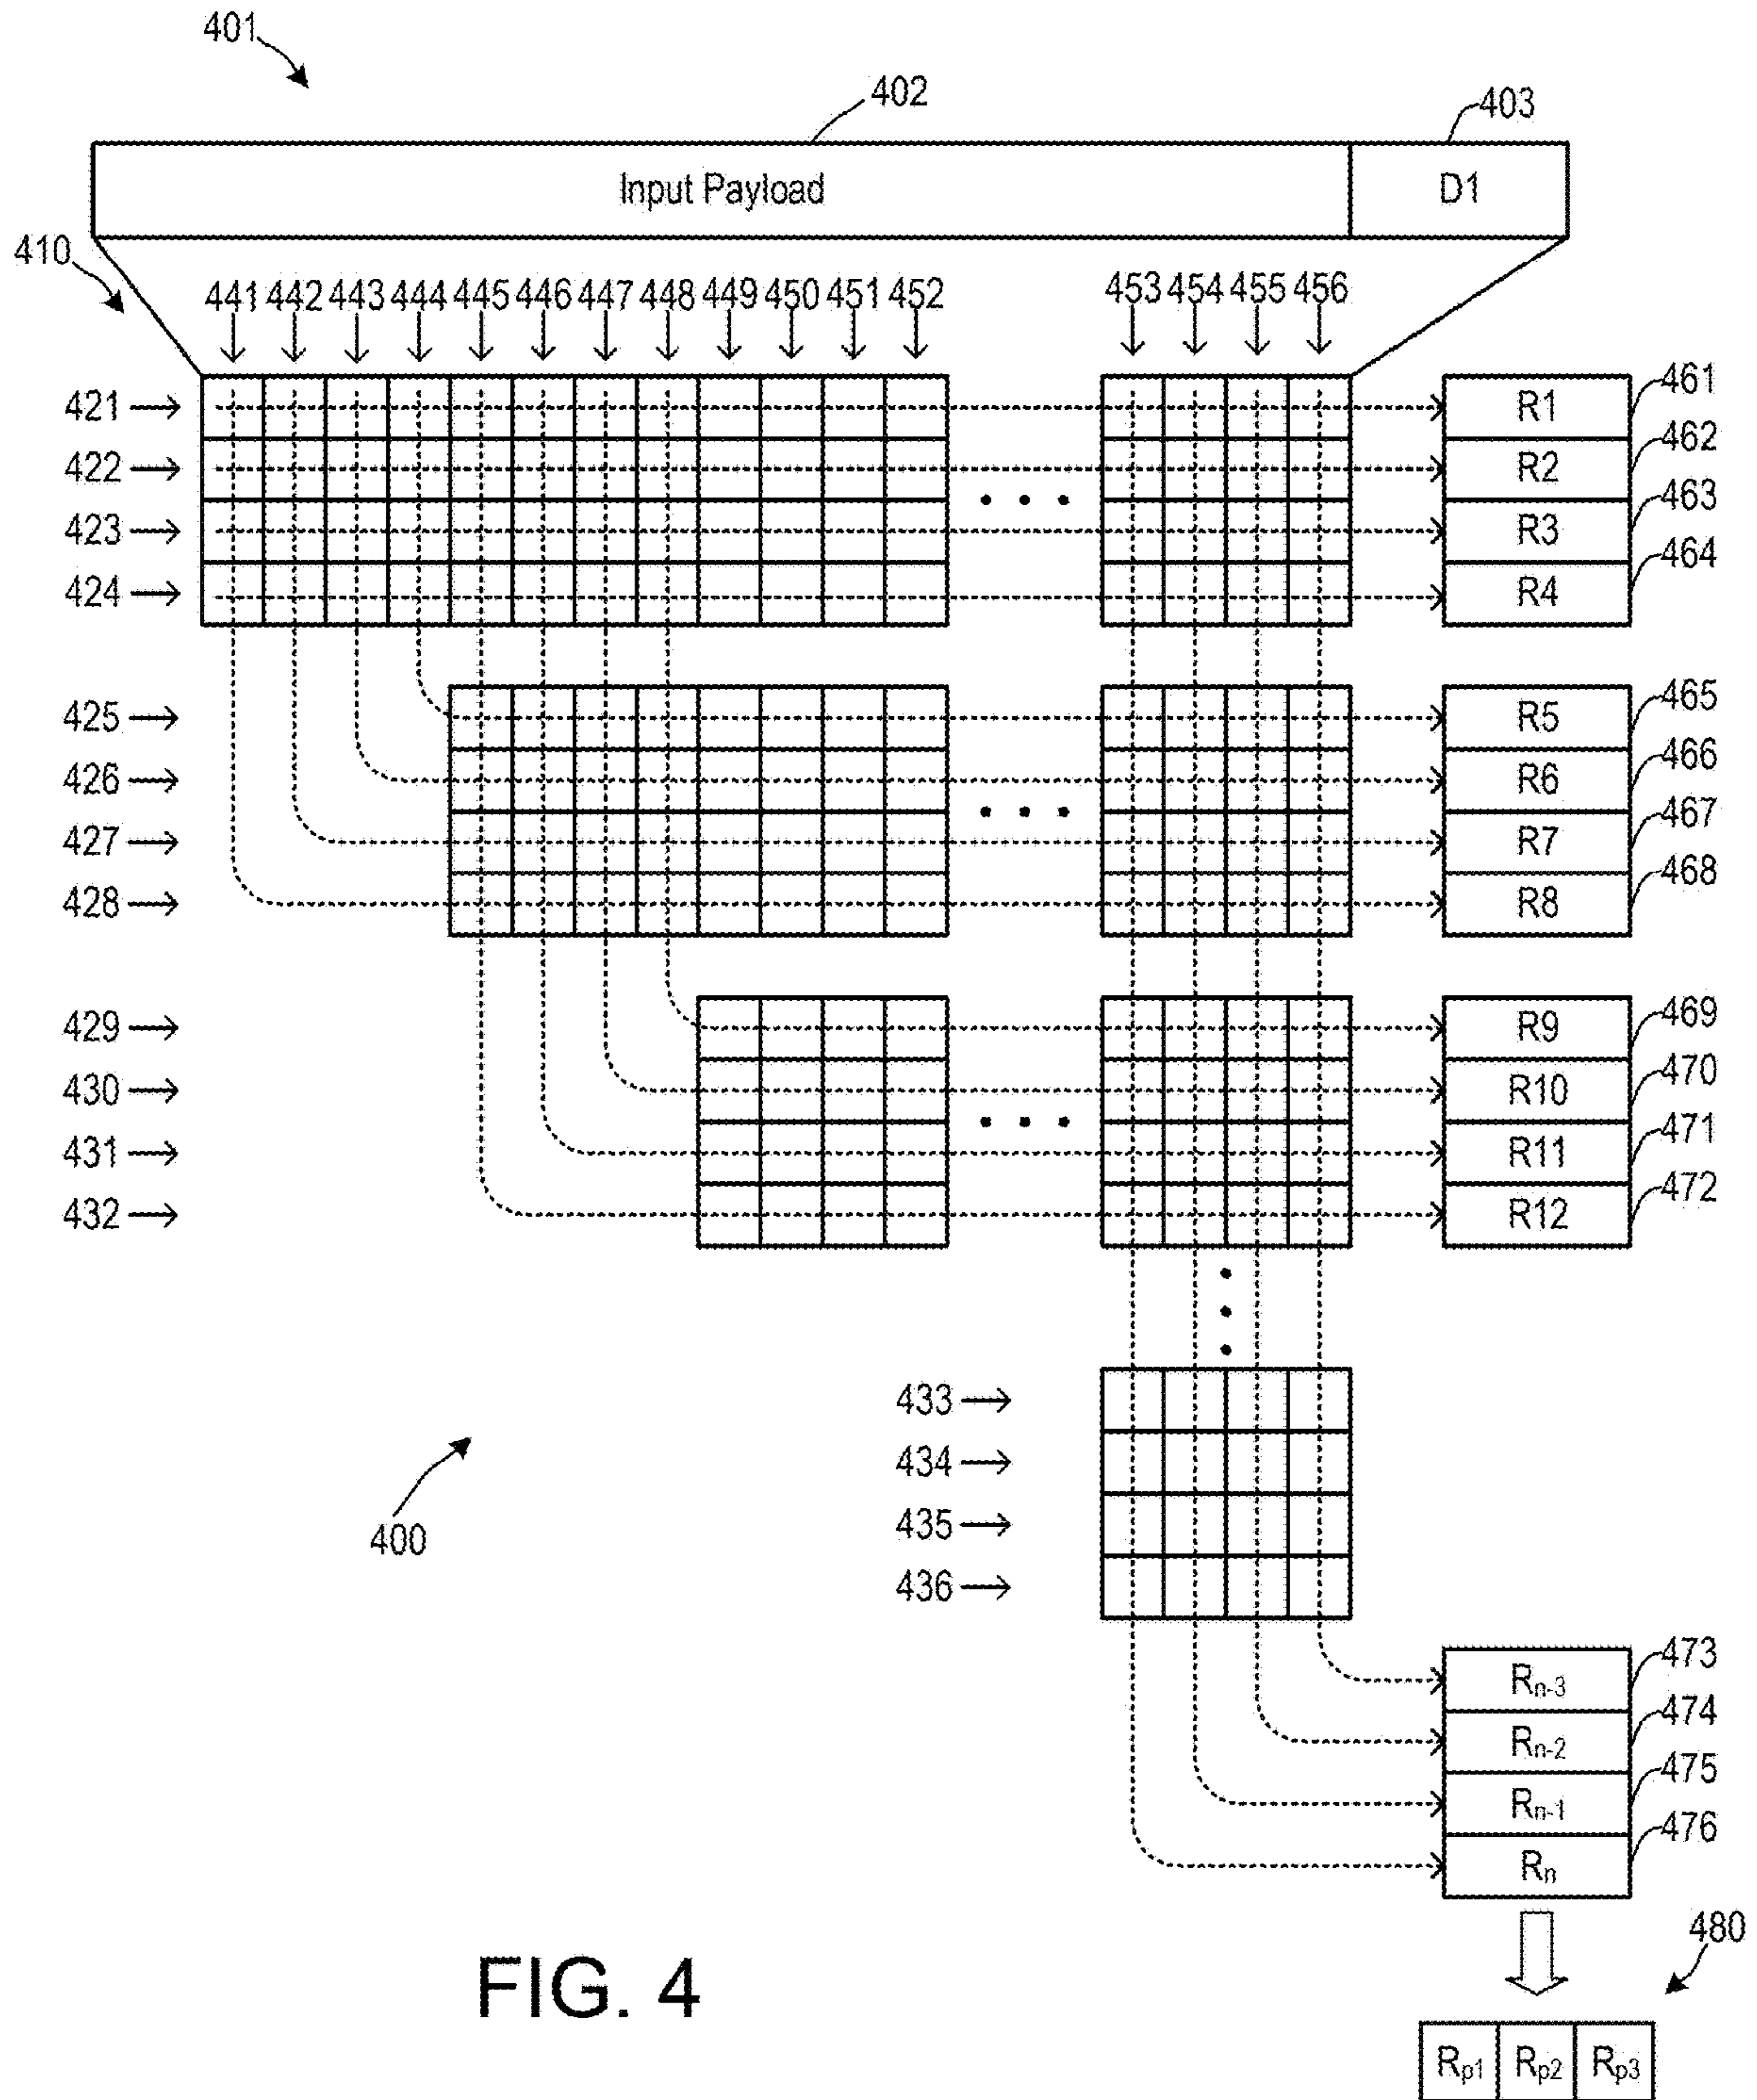 401
402
403
Input Payload D1
410
441 442 443 444 445 446 447 448 449 450 451 452 453 454 455 456
421 R1 461
422 R2 462
423 R3 463
424 R4 464
425 R5 465
426 R6 466
427 R7 467
428 R8 468
429 R9 469
430 R10 470
431 R11 471
432 R12 472
433
434
435
436
400
Rn-3 473
Rn-2 474
Rn-1 475
Rn 476
480
FIG. 4
Rp1 Rp2 Rp3